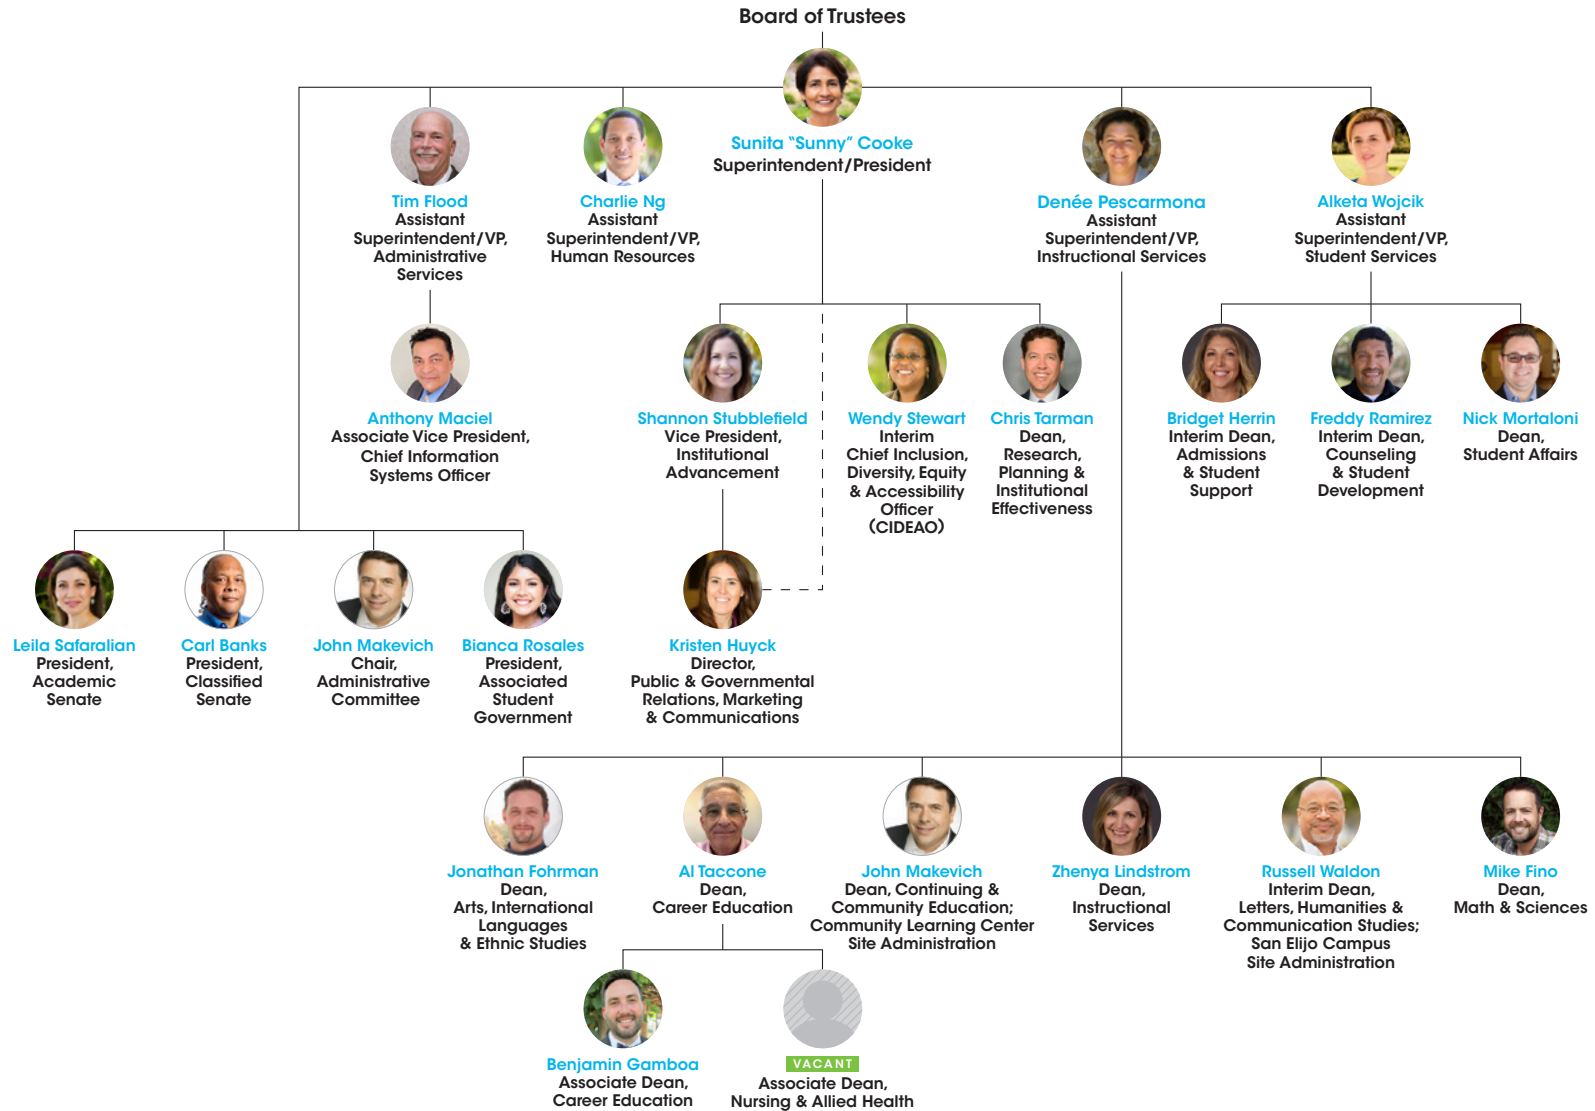 Board of Trustees
Sunita “Sunny” Cooke
Superintendent/President
Tim Flood
Assistant
Superintendent/VP,
Administrative
Services
Charlie Ng
Assistant
Superintendent/VP,
Human Resources
Denée Pescarmona
Assistant
Superintendent/VP,
Instructional Services
Alketa Wojcik
Assistant
Superintendent/VP,
Student Services
Anthony Maciel
Associate Vice President,
Chief Information
Systems Officer
Shannon Stubblefield
Vice President,
Institutional
Advancement
Wendy Stewart
Interim
Chief Inclusion,
Diversity, Equity
& Accessibility
Officer
(CIDEAO)
Chris Tarman
Dean,
Research,
Planning &
Institutional
Effectiveness
Bridget Herrin
Interim Dean,
Admissions
& Student
Support
Freddy Ramirez
Interim Dean,
Counseling
& Student
Development
Nick Mortaloni
Dean,
Student Affairs
Leila Safaralian
President,
Academic
Senate
Carl Banks
President,
Classified
Senate
John Makevich
Chair,
Administrative
Committee
Bianca Rosales
President,
Associated
Student
Government
Kristen Huyck
Director,
Public & Governmental
Relations, Marketing
& Communications
Jonathan Fohrman
Dean,
Arts, International
Languages
& Ethnic Studies
Al Taccone
Dean,
Career Education
John Makevich
Dean, Continuing &
Community Education;
Community Learning Center
Site Administration
Zhenya Lindstrom
Dean,
Instructional
Services
Russell Waldon
Interim Dean,
Letters, Humanities &
Communication Studies;
San Elijo Campus
Site Administration
Mike Fino
Dean,
Math & Sciences
Benjamin Gamboa
Associate Dean,
Career Education
VACANT
Associate Dean,
Nursing & Allied Health